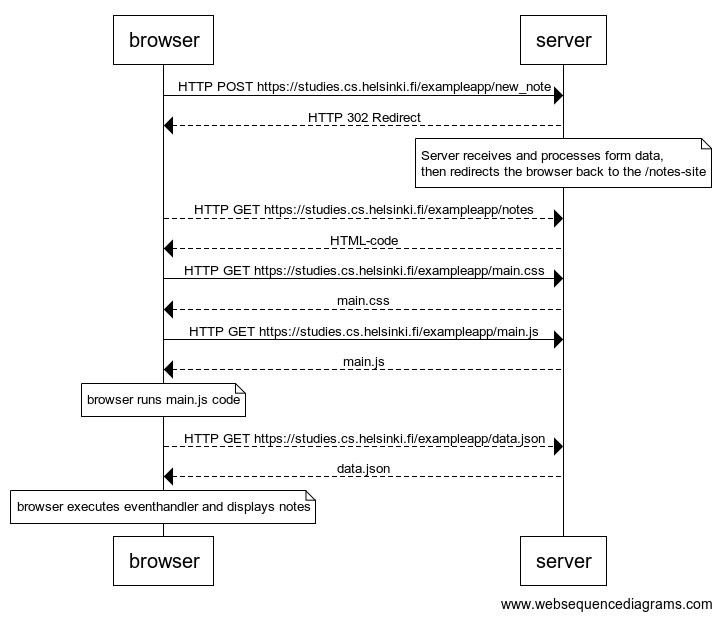 browser
server
HTTP POST https://studies.cs.helsinki.fi/exampleapp/new_note
HTTP 302 Redirect
Server receives and processes form data,
then redirects the browser back to the /notes-site
HTTP GET https://studies.cs.helsinki.fi/exampleapp/notes
HTML-code
HTTP GET https://studies.cs.helsinki.fi/exampleapp/main.css
main.css
HTTP GET https://studies.cs.helsinki.fi/exampleapp/main.js
main.js
browser runs main.js code
HTTP GET https://studies.cs.helsinki.fi/exampleapp/data.json
data.json
browser executes eventhandler and displays notes
browser
server
www.websequencediagrams.com